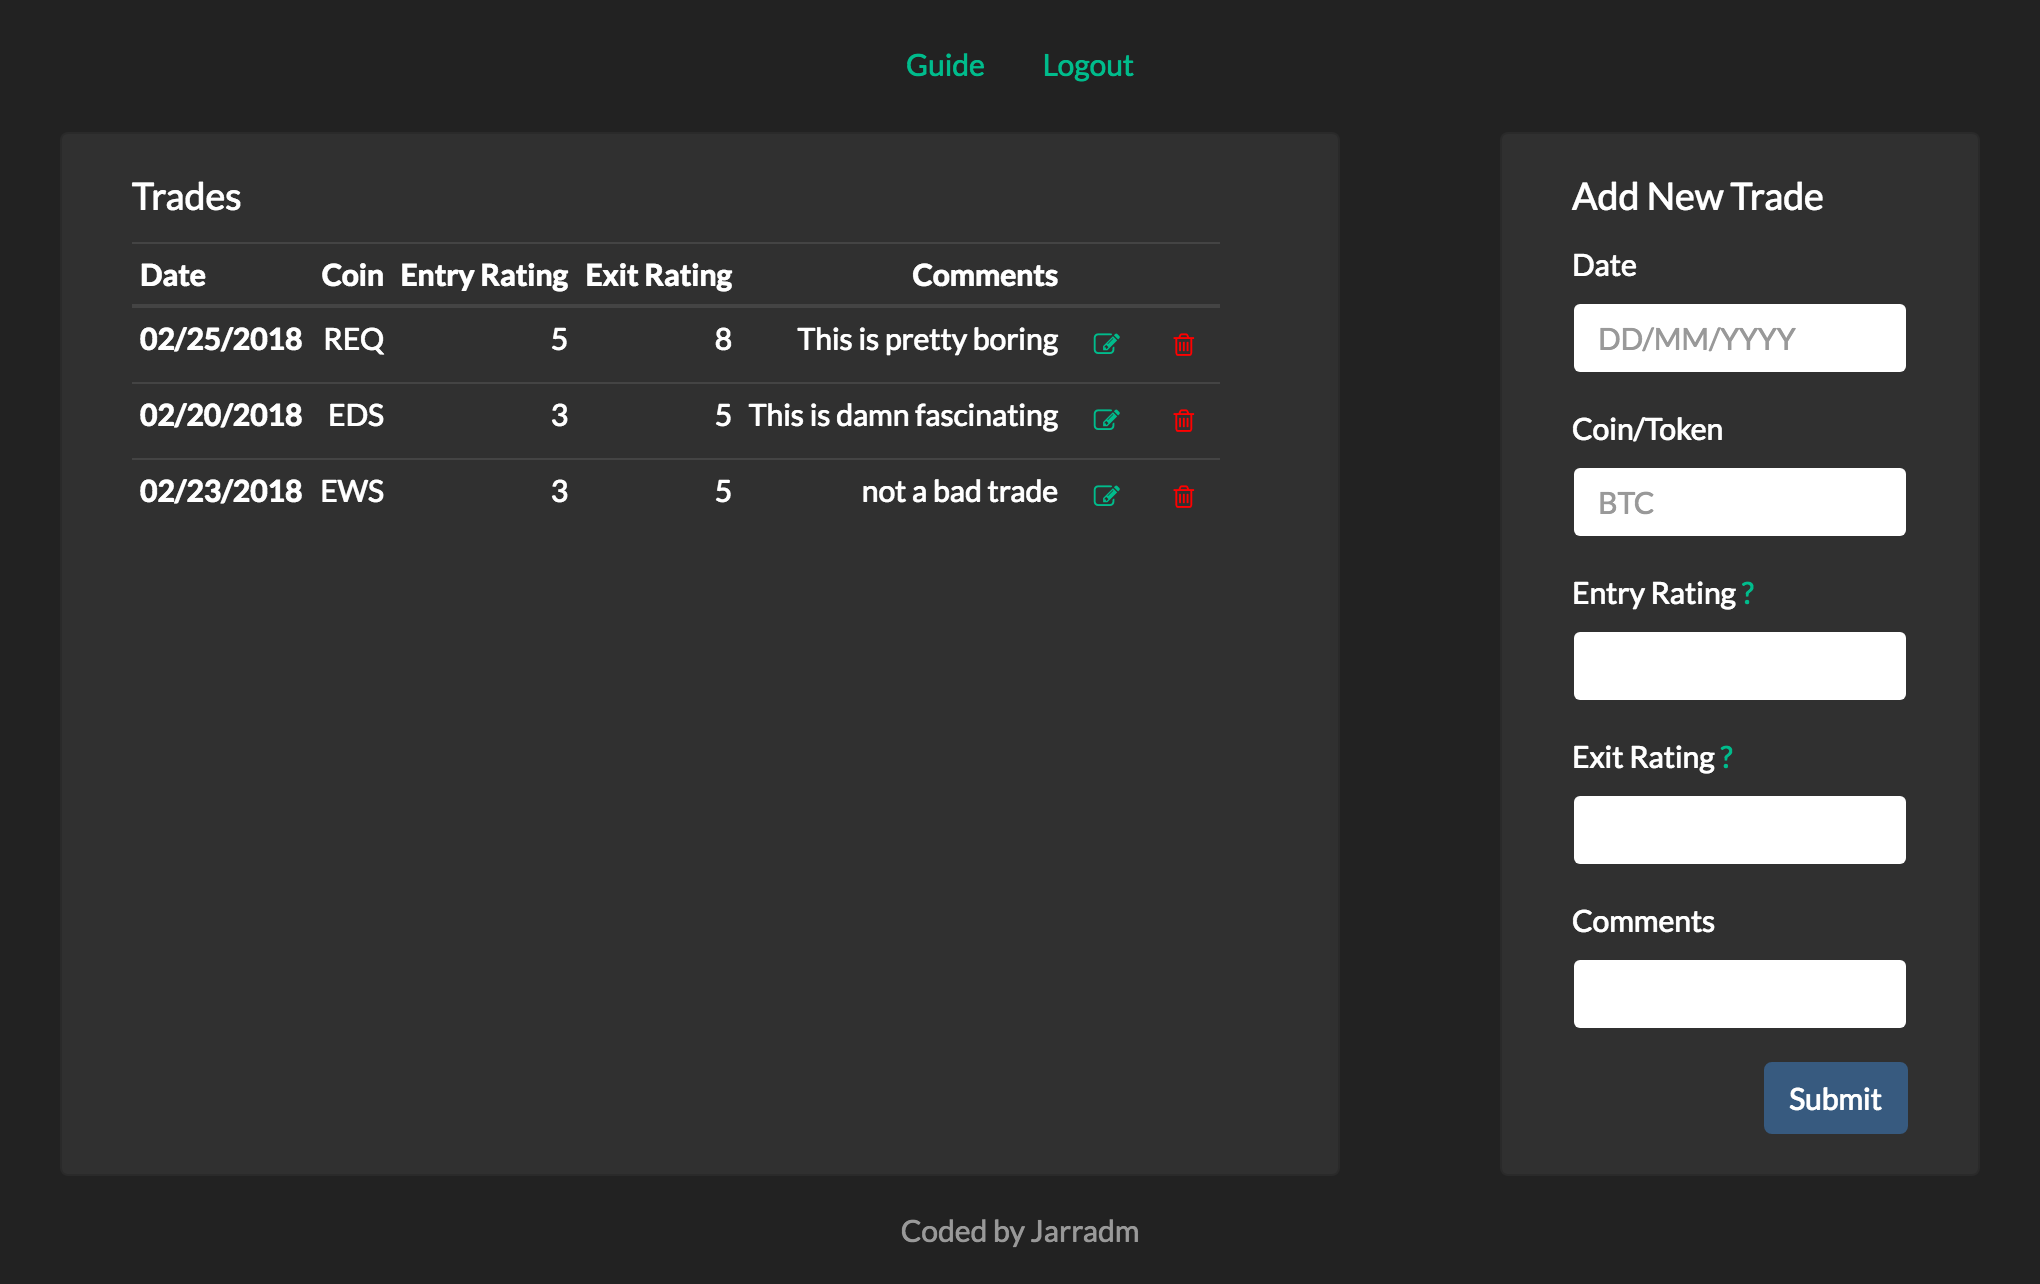 Guide Logout
Trades
Date Coin Entry Rating Exit Rating Comments
02/25/2018 REQ 5 8 This is pretty boring
02/20/2018 EDS 3 5 This is damn fascinating
02/23/2018 EWS 3 5 not a bad trade
Add New Trade
Date
DD/MM/YYYY
Coin/Token
BTC
Entry Rating ?
Exit Rating ?
Comments
Submit
Coded by Jarradm